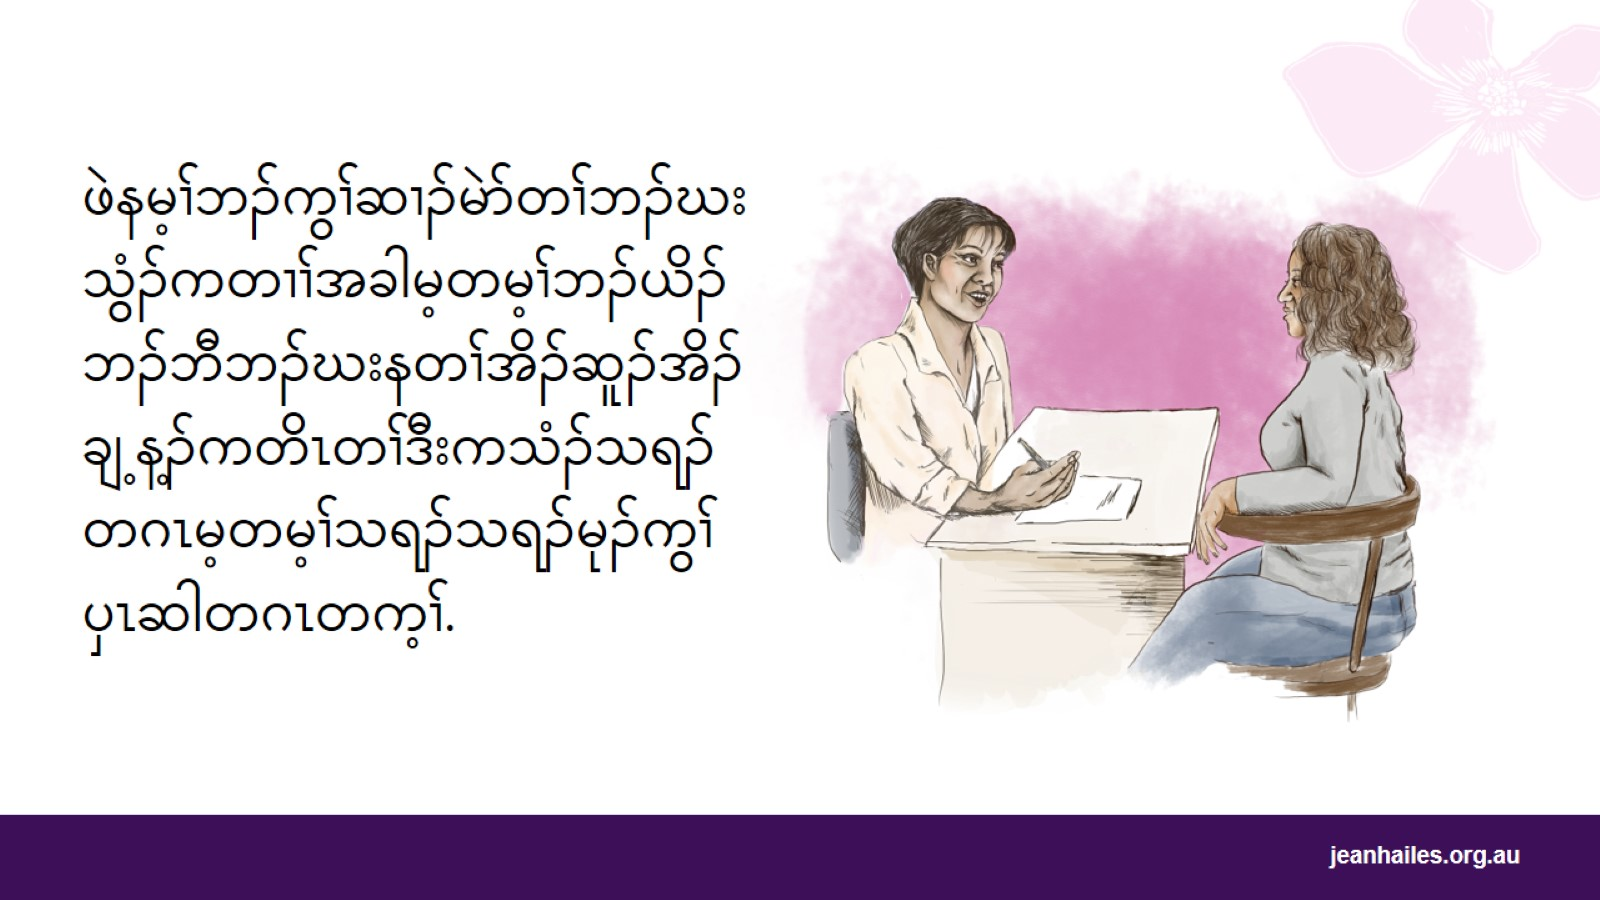 ဖဲနမ့ၢ်ဘၣ်ကွၢ်ဆၢၣ်မဲာ်တၢ်ဘၣ်ဃး
သွံၣ်ကတၢၢ်အခါမ့တမ့ၢ်ဘၣ်ယိၣ်
ဘၣ်ဘီဘၣ်ဃးနတၢ်အိၣ်ဆူၣ်အိၣ်
ချ့န့ၣ်ကတိၤတၢ်ဒီးကသံၣ်သရၣ်
တဂၤမ့တမ့ၢ်သရၣ်သရၣ်မုၣ်ကွၢ်
ပှၤဆါတဂၤတက့ၢ်.
jeanhailes.org.au